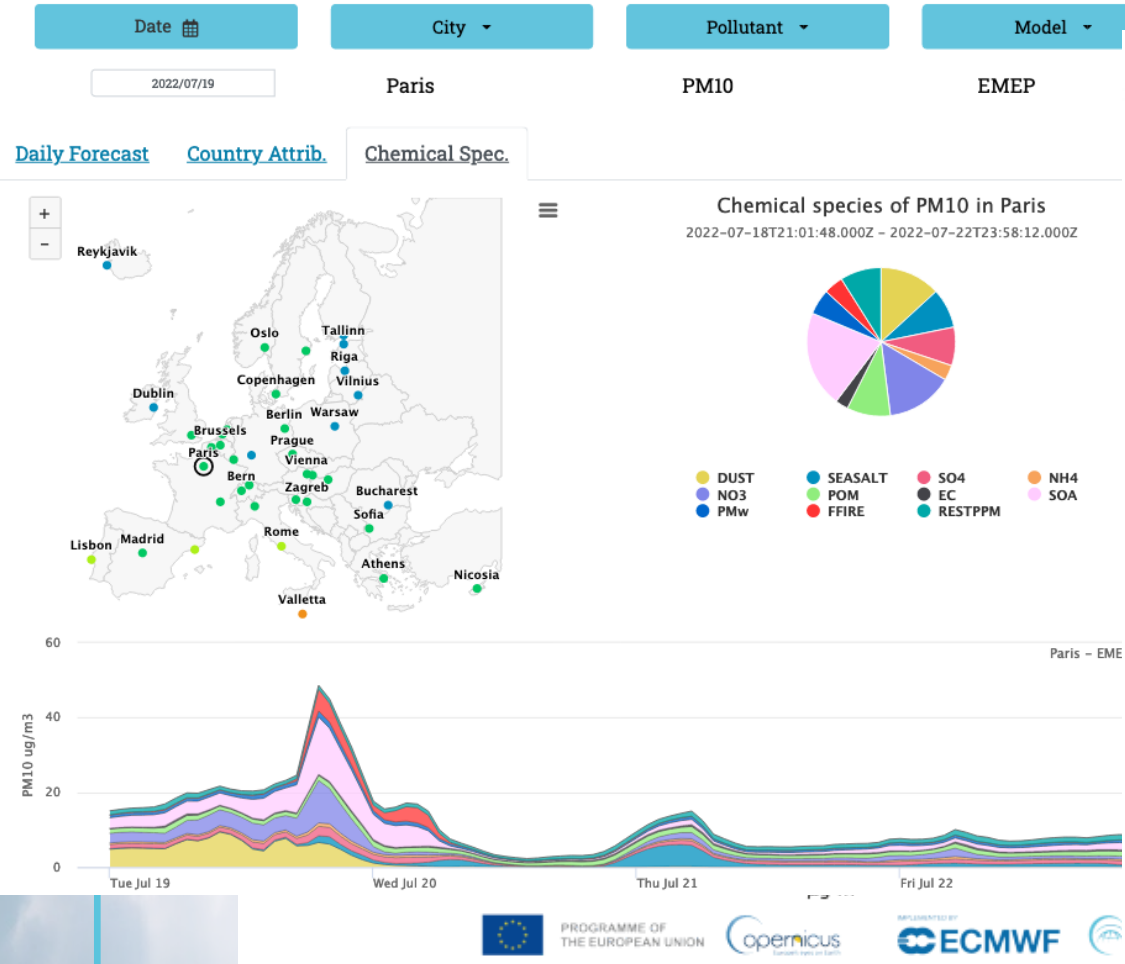 Date
City
Pollutant
Model
2022/07/19
Paris
PM10
EMEP
Daily Forecast
Country Attrib.
Chemical Spec.
+
−
Reykjavik
Oslo
Tallinn
Riga
Copenhagen
Vilnius
Dublin
Berlin
Warsaw
Brussels
Prague
Paris
Vienna
Bern
Zagreb
Bucharest
Sofia
Rome
Lisbon
Madrid
Athens
Nicosia
Valletta
Chemical species of PM10 in Paris
2022-07-18T21:01:48.000Z – 2022-07-22T23:58:12.000Z
DUST
SEASALT
SO4
NH4
NO3
POM
EC
SOA
PMw
FFIRE
RESTPPM
Paris – EME
PM10 ug/m3
60
40
20
0
Tue Jul 19
Wed Jul 20
Thu Jul 21
Fri Jul 22
PROGRAMME OF
THE EUROPEAN UNION
opernicus
Europe's eyes on Earth
IMPLEMENTED BY
ECMWF